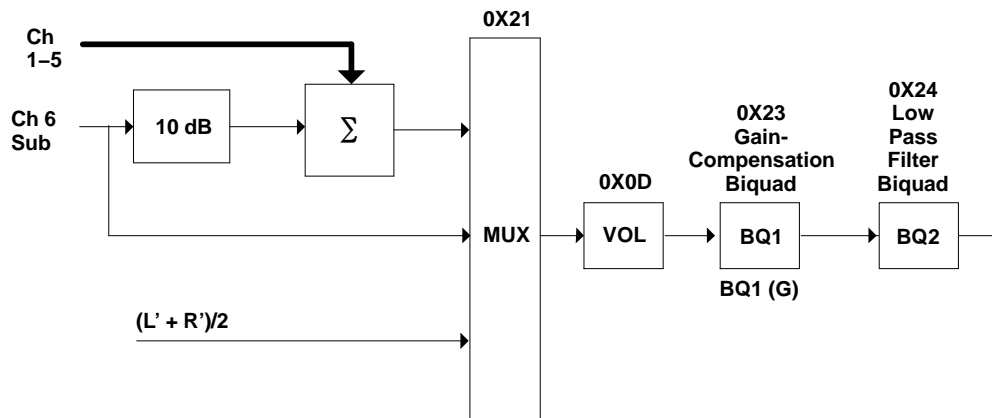 0X21
Ch
1–5
Ch 6
Sub
10 dB
Σ
MUX
(L' + R')/2
0X0D
VOL
0X23
Gain-
Compensation
Biquad
BQ1
BQ1 (G)
0X24
Low
Pass
Filter
Biquad
BQ2